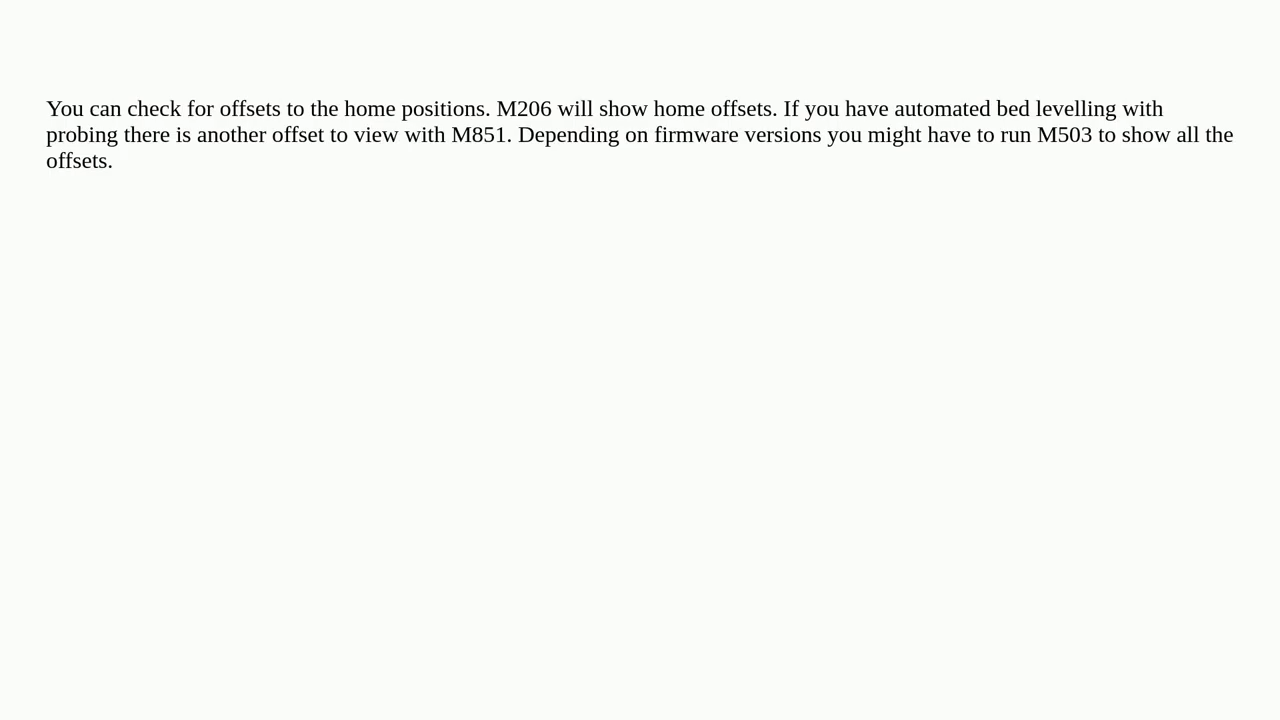 You can check for offsets to the home positions. M206 will show home offsets. If you have automated bed levelling with
probing there is another offset to view with M851. Depending on firmware versions you might have to run M503 to show all the
offsets.